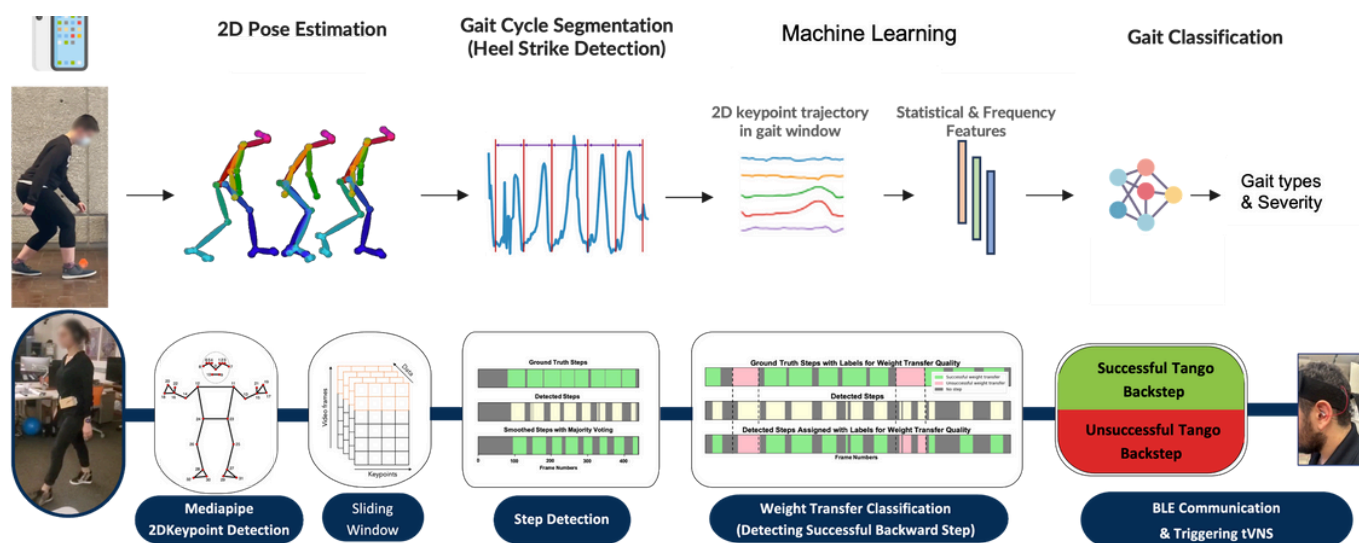 2D Pose Estimation
Gait Cycle Segmentation
(Heel Strike Detection)
Machine Learning
Gait Classification
2D keypoint trajectory
in gait window
Statistical & Frequency
Features
Gait types
& Severity
Data
Video frames
Keypoints
Ground Truth Steps
Detected Steps
Smoothed Steps with Majority Voting
0 100 200 300 400
Frame Numbers
Ground Truth Steps with Labels for Weight Transfer Quality
Successful weight transfer
Unsuccessful weight transfer
No step
Detected Steps
Detected Steps Assigned with Labels for Weight Transfer Quality
Frame Numbers
Successful Tango
Backstep
Unsuccessful Tango
Backstep
Mediapipe
2DKeypoint Detection
Sliding
Window
Step Detection
Weight Transfer Classification
(Detecting Successful Backward Step)
BLE Communication
& Triggering tVNS